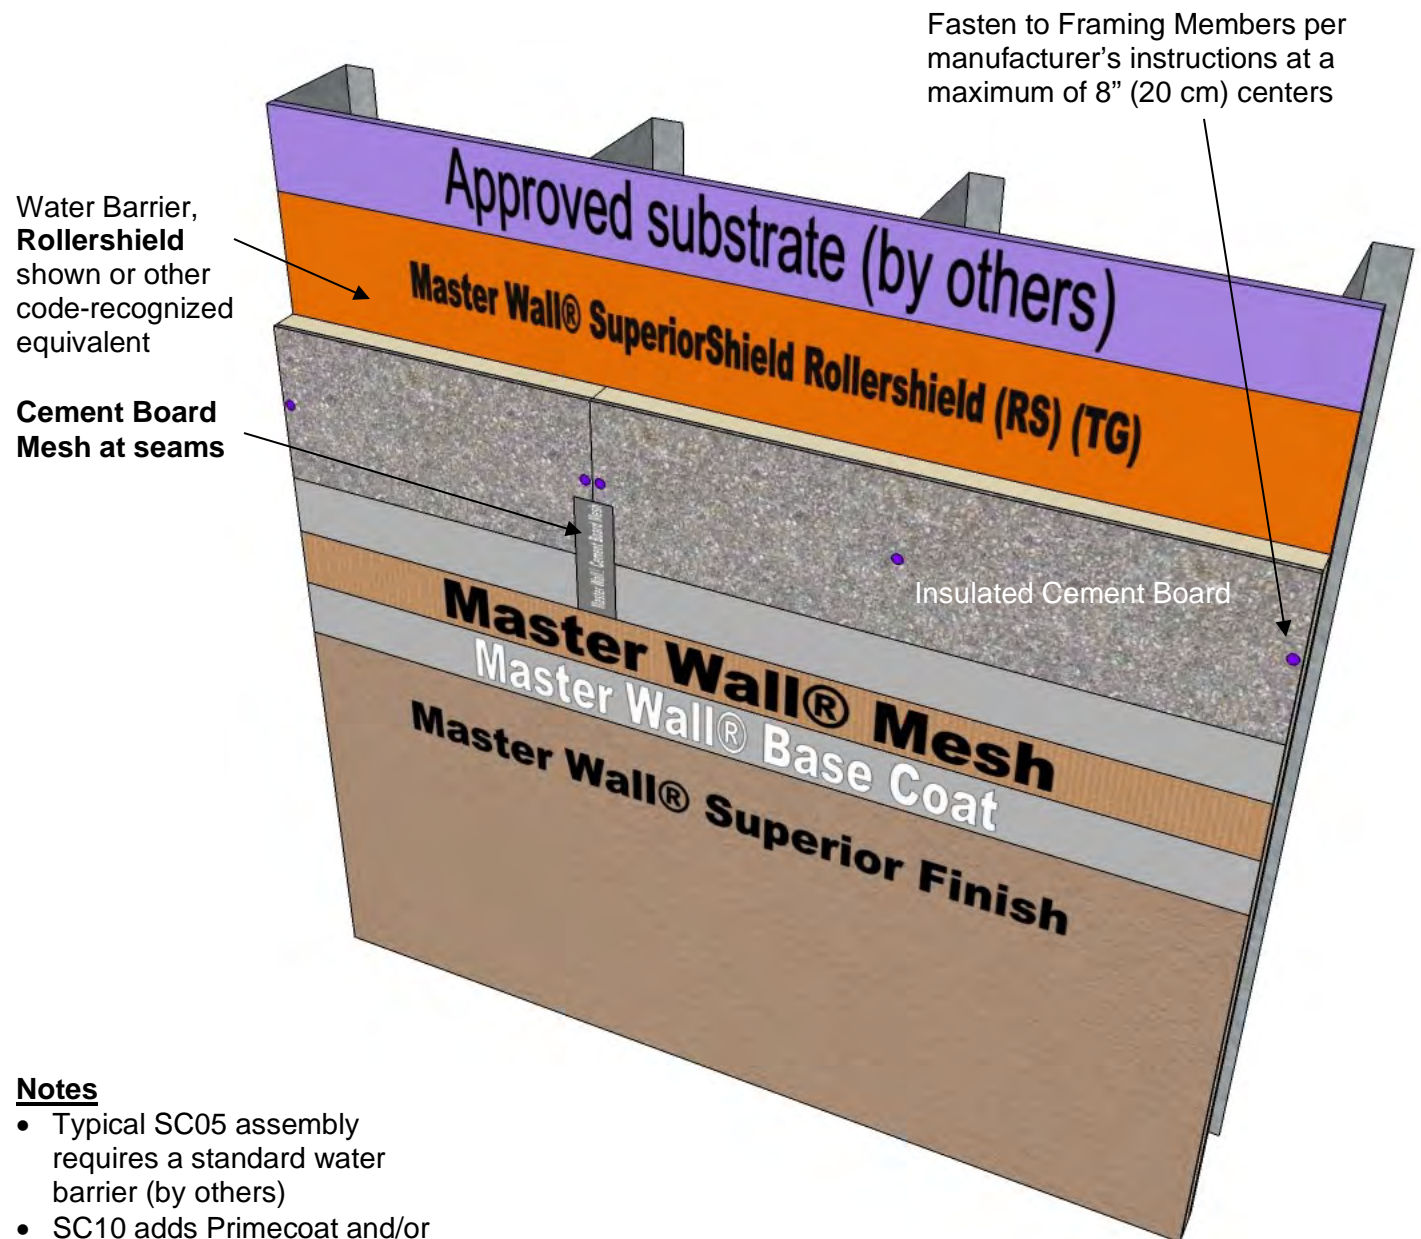 Fasten to Framing Members per
manufacturer’s instructions at a
maximum of 8” (20 cm) centers
Approved substrate (by others)
Water Barrier,
Rollershield
shown or other
code-recognized
equivalent
Master Wall® SuperiorShield Rollershield (RS) (TG)
Cement Board
Mesh at seams
Insulated Cement Board
Master Wall Mesh
Master Wall® Base Coat
Master Wall® Superior Finish
Notes
• Typical SC05 assembly
requires a standard water
barrier (by others)
• SC10 adds Primecoat and/or